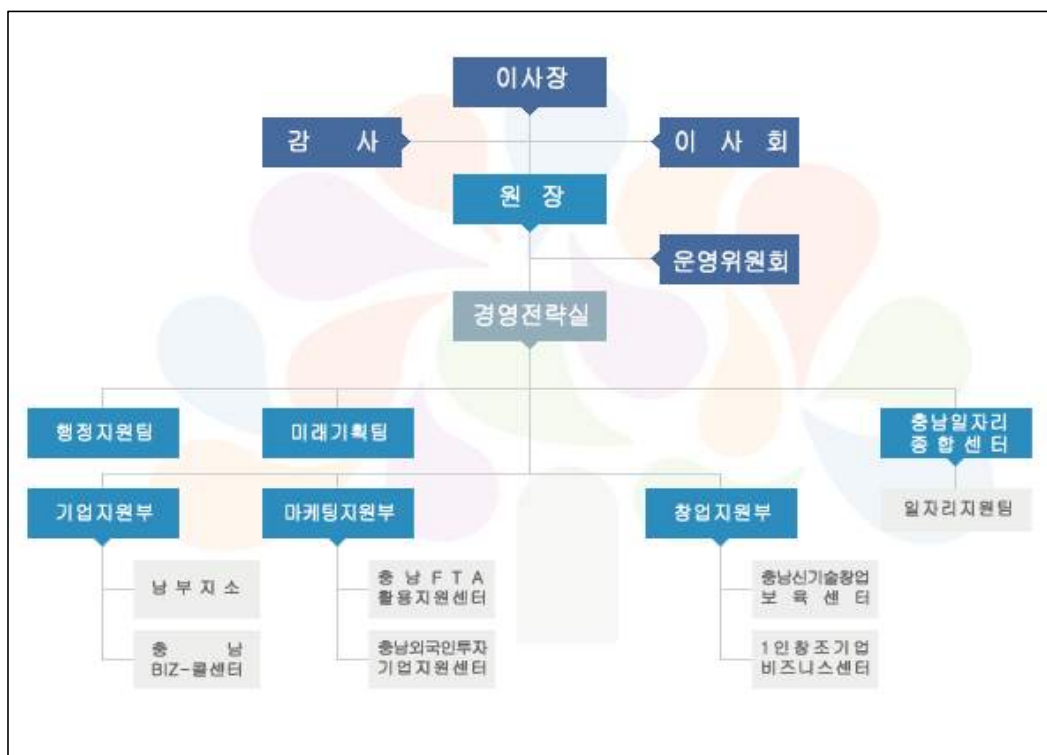 이사장
감 사
이 사 회
원 장
운영위원회
경영전략실
행정지원팀
미래기획팀
충남일자리
종합센터
기업지원부
마케팅지원부
창업지원부
일자리지원팀
남부지소
충 남
BIZ-콜센터
충남FTA
활용지원센터
충남외국인투자
기업지원센터
충남신기술창업
보육센터
1인창조기업
비즈니스센터